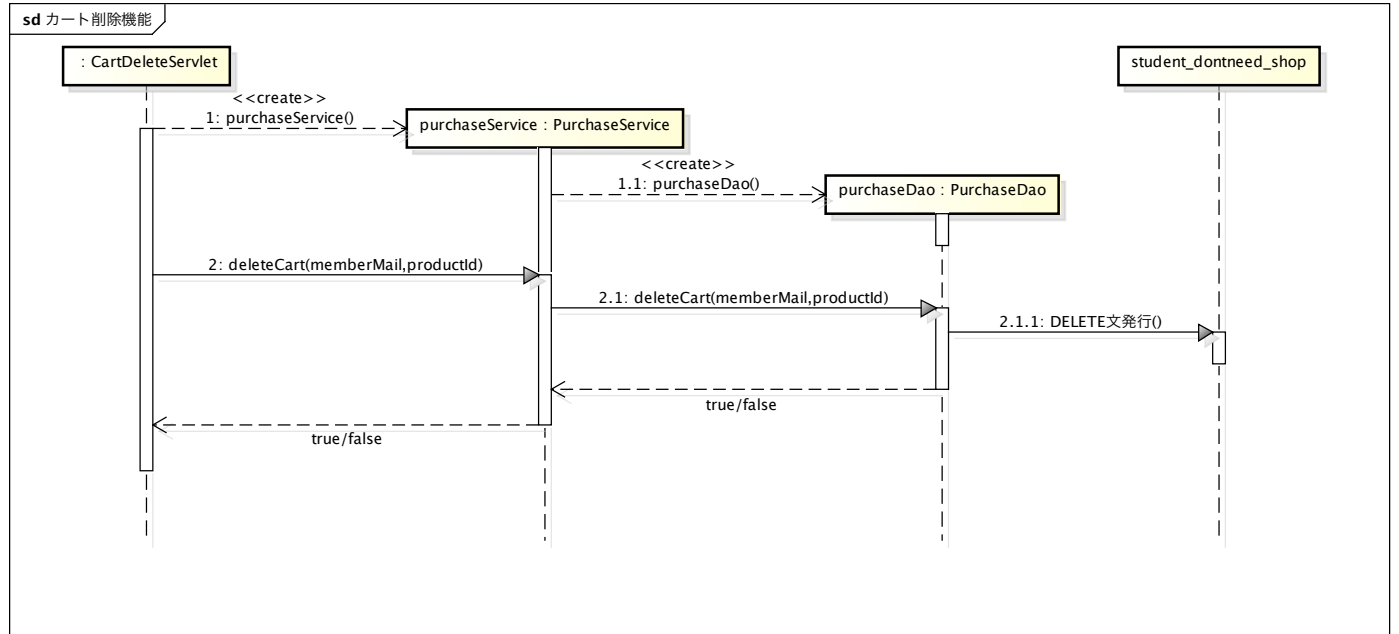 sd カート削除機能
: CartDeleteServlet
student_dontneed_shop
<<create>>
1: purchaseService()
purchaseService : PurchaseService
<<create>>
1.1: purchaseDao()
purchaseDao : PurchaseDao
2: deleteCart(memberMail,productId)
2.1: deleteCart(memberMail,productId)
2.1.1: DELETE文発行()
true/false
true/false